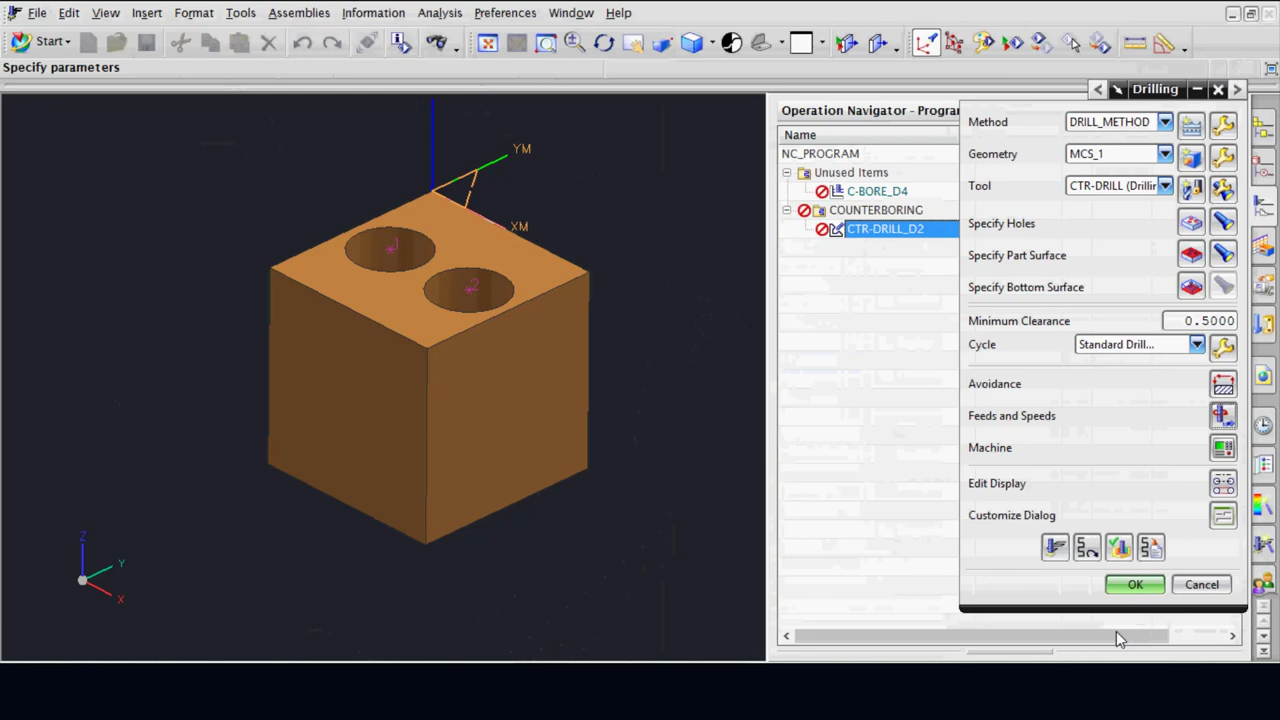 File Edit View Insert Format Tools Assemblies Information Analysis Preferences Window Help
Start
Specify parameters
Drilling
Operation Navigator - Progra
Method DRILL_METHOD
Name
NC_PROGRAM
Geometry MCS_1
Unused Items
Tool CTR-DRILL (Drillin
C-BORE_D4
COUNTERBORING
Specify Holes
CTR-DRILL_D2
Specify Part Surface
Specify Bottom Surface
Minimum Clearance 0.5000
Cycle Standard Drill...
Avoidance
Feeds and Speeds
Machine
Edit Display
Customize Dialog
OK Cancel
YM
XM
1
2
Z
Y
X